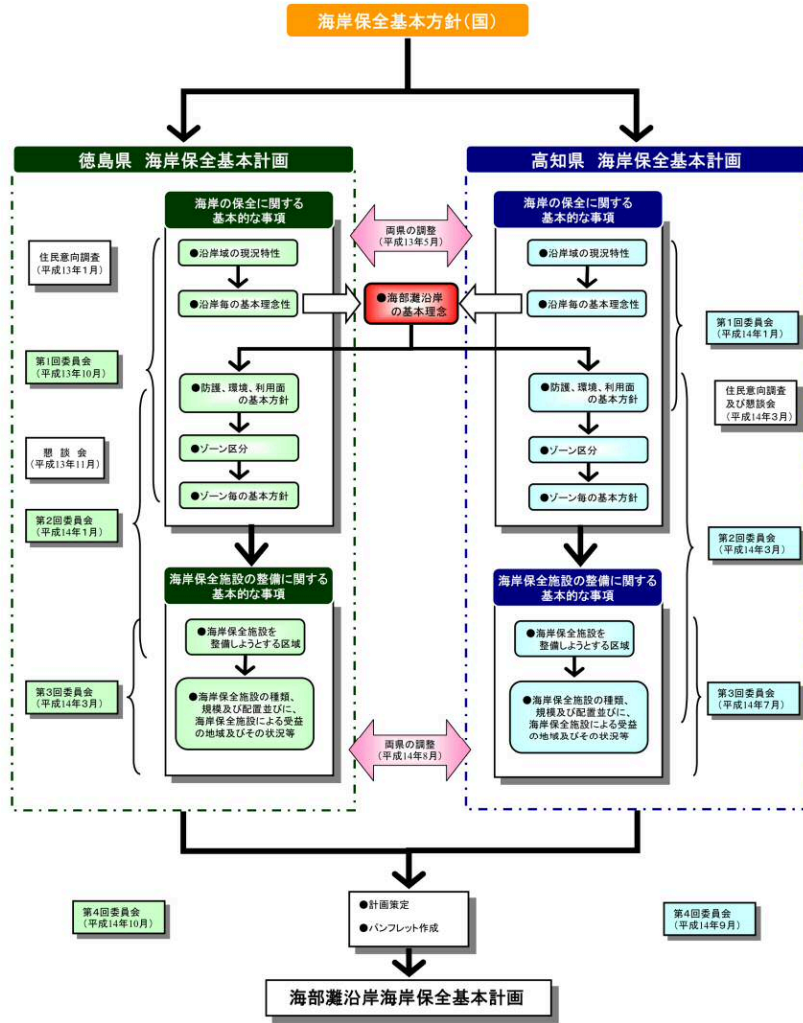 海岸保全基本方針(国)
徳島県 海岸保全基本計画
高知県 海岸保全基本計画
海岸の保全に関する
基本的な事項
両県の調整
(平成13年5月)
海岸の保全に関する
基本的な事項
住民意向調査
(平成13年1月)
●沿岸域の現況特性
●沿岸毎の基本理念性
●海部灘沿岸
の基本理念
●沿岸域の現況特性
●沿岸毎の基本理念性
第1回委員会
(平成14年1月)
第1回委員会
(平成13年10月)
●防護、環境、利用面
の基本方針
●防護、環境、利用面
の基本方針
住民意向調査
及び懇談会
(平成14年3月)
懇 談 会
(平成13年11月)
●ゾーン区分
●ゾーン区分
●ゾーン毎の基本方針
●ゾーン毎の基本方針
第2回委員会
(平成14年1月)
第2回委員会
(平成14年3月)
海岸保全施設の整備に関する
基本的な事項
海岸保全施設の整備に関する
基本的な事項
●海岸保全施設を
整備しようとする区域
●海岸保全施設を
整備しようとする区域
第3回委員会
(平成14年3月)
●海岸保全施設の種類、
規模及び配置並びに、
海岸保全施設による受益
の地域及びその状況等
●海岸保全施設の種類、
規模及び配置並びに、
海岸保全施設による受益
の地域及びその状況等
第3回委員会
(平成14年7月)
両県の調整
(平成14年8月)
第4回委員会
(平成14年10月)
●計画策定
●パンフレット作成
第4回委員会
(平成14年9月)
海部灘沿岸海岸保全基本計画